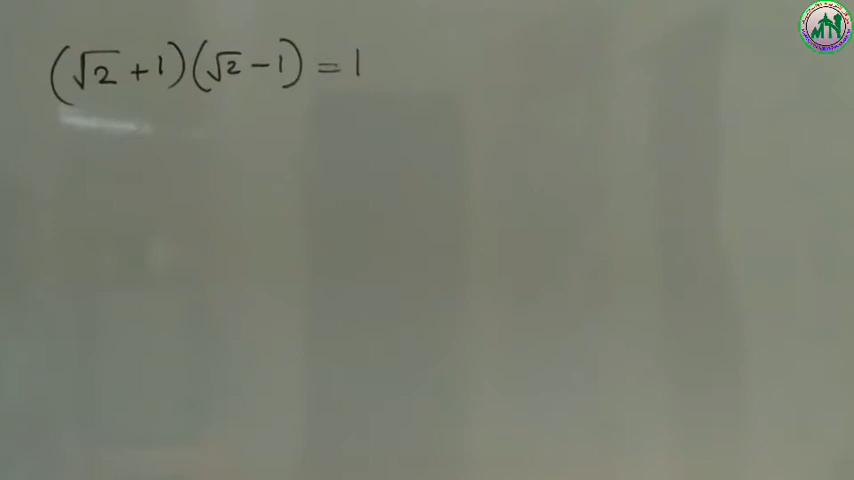 (√2 + 1)(√2 - 1) = 1